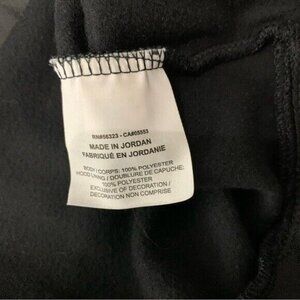 RN#56323 - CA#05553
MADE IN JORDAN
FABRIQUÉ EN JORDANIE
BODY / CORPS: 100% POLYESTER
HOOD LINING / DOUBLURE DE CAPUCHE:
100% POLYESTER
EXCLUSIVE OF DECORATION /
DECORATION NON COMPRISE